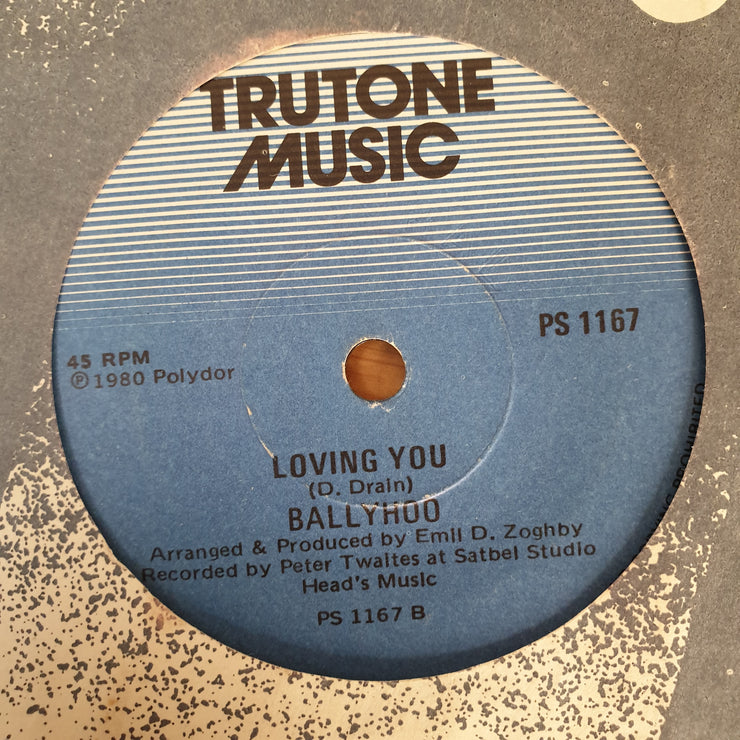 TRUTONE
MUSIC
PS 1167
45 RPM
℗ 1980 Polydor
LOVING YOU
(D. Drain)
BALLYHOO
Arranged & Produced by Emil D. Zoghby
Recorded by Peter Twaites at Satbel Studio
Head's Music
PS 1167 B
PROHIBITED